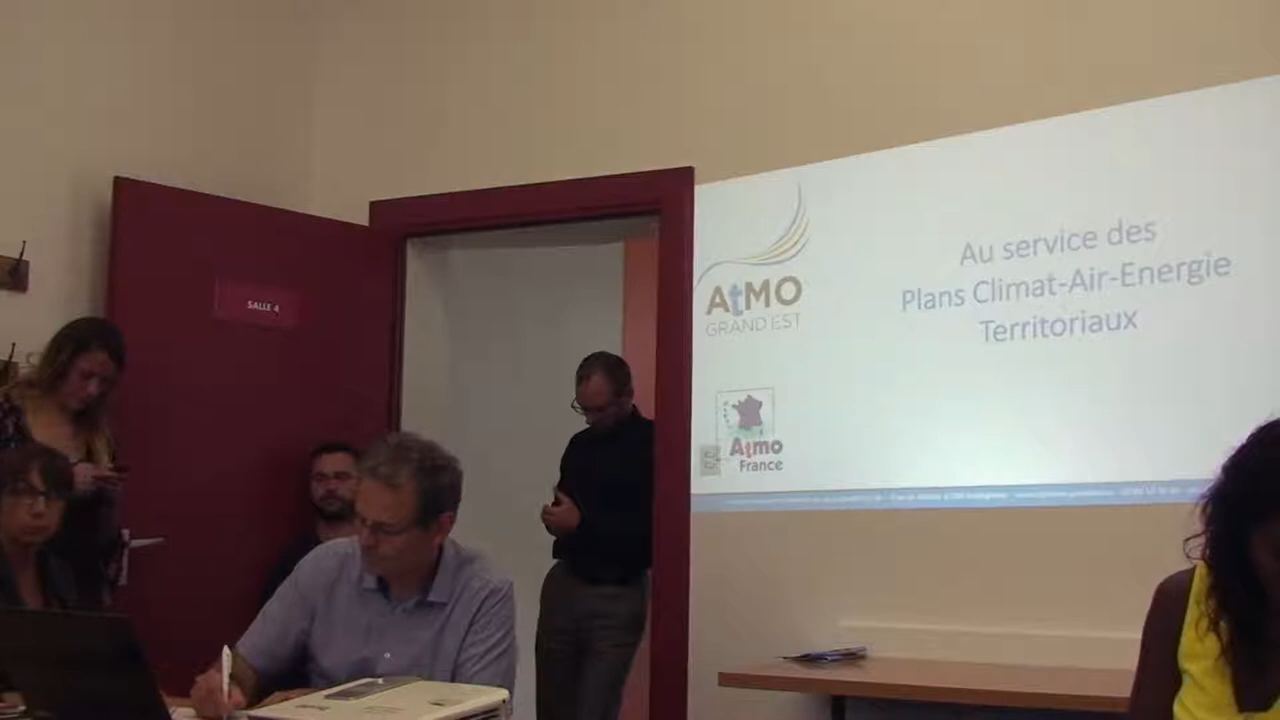 SALLE 4
AtMO
GRAND EST
Au service des
Plans Climat-Air-Energie
Territoriaux
Atmo
France